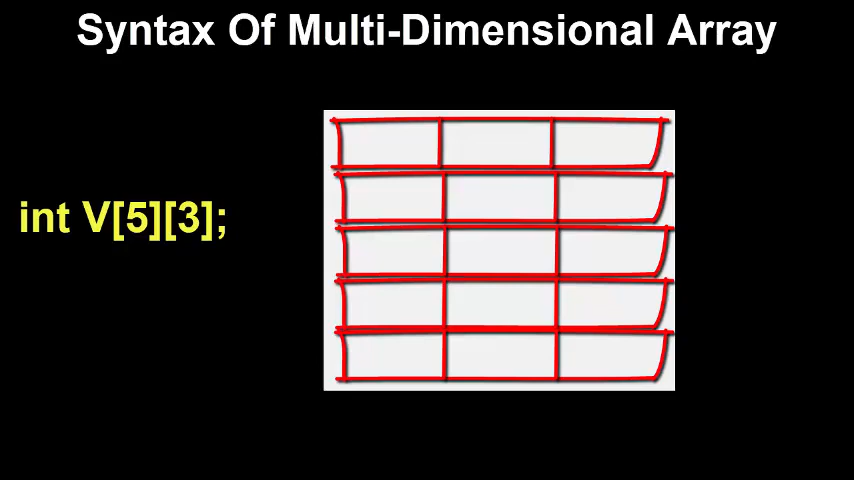 Syntax Of Multi-Dimensional Array
int V[5][3];